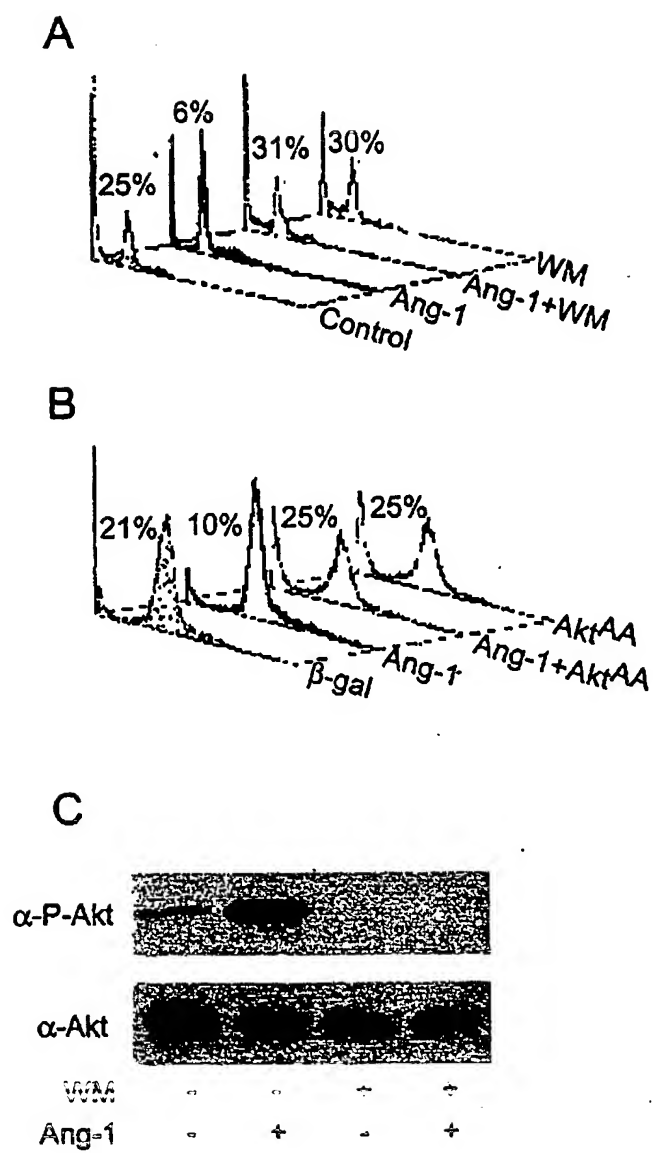 A
6%
31%
30%
25%
WM
Ang-1+WM
Ang-1
Control
B
21%
10%
25%
25%
AktAA
Ang-1+AktAA
Ang-1
β-gal
C
α-P-Akt
α-Akt
WM - - + +
Ang-1 - + - +